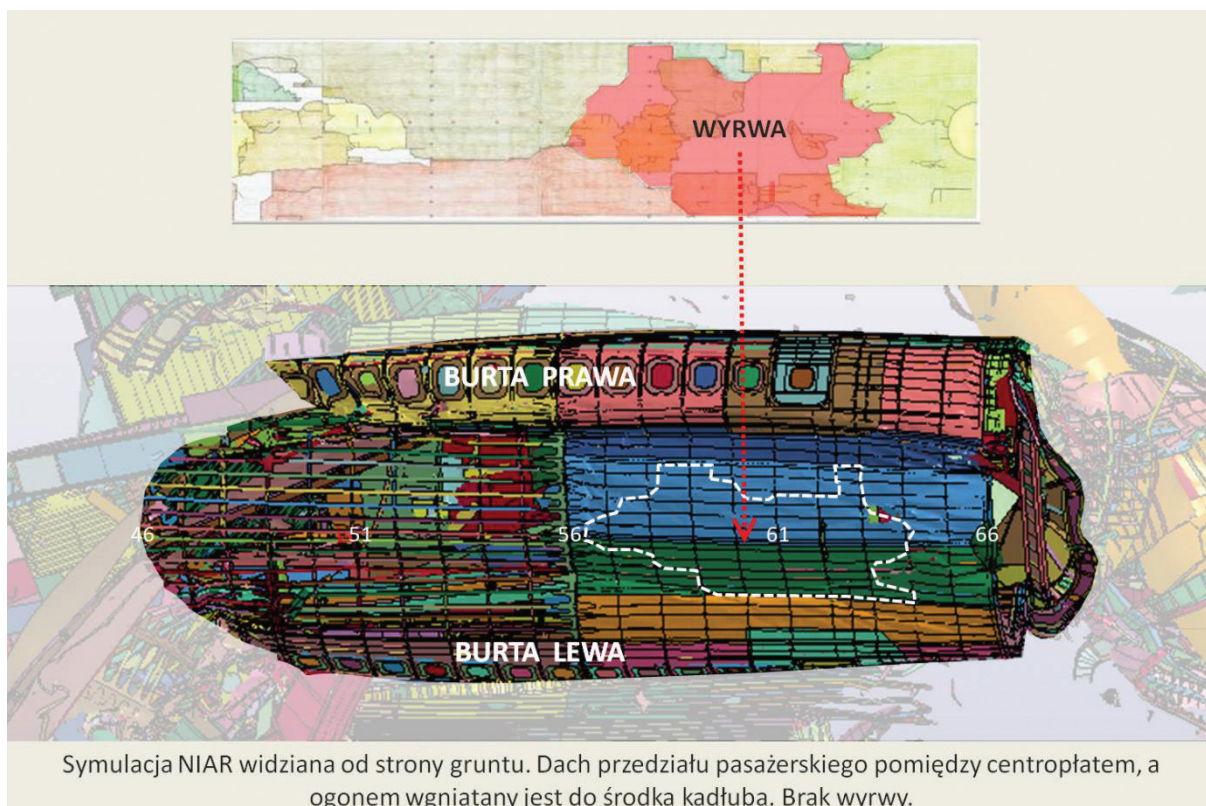 WYRWA
BURTA PRAWA
46 51 56 61 66
BURTA LEWA
Symulacja NIAR widziana od strony gruntu. Dach przedziału pasażerskiego pomiędzy centropłatem, a
ogonem wgniatany jest do środka kadłuba. Brak wyrwy.